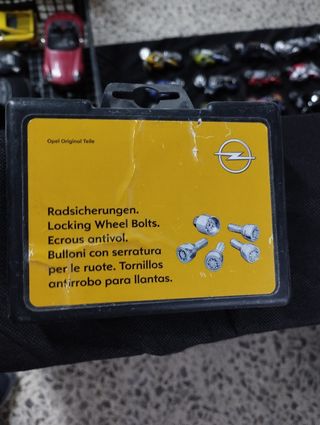 Opel Original Teile
Radsicherungen.
Locking Wheel Bolts.
Ecrous antivol.
Bulloni con serratura
per le ruote. Tornillos
antirrobo para llantas.